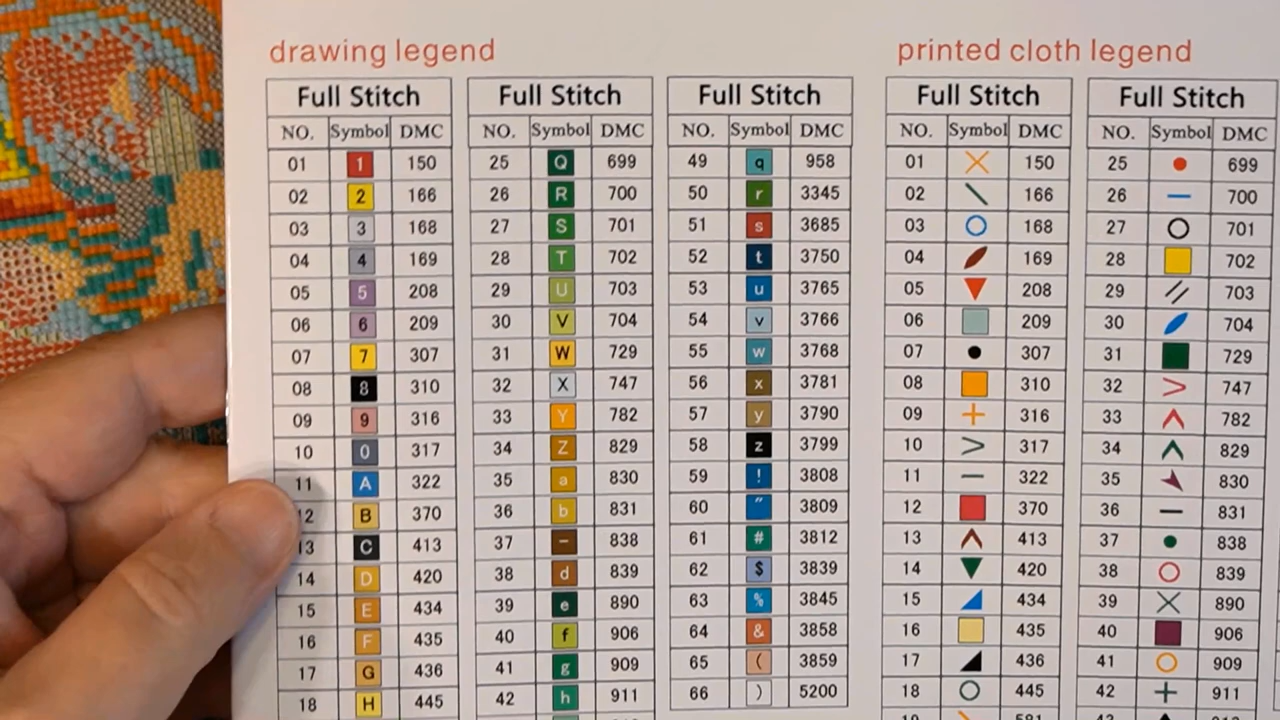 drawing legend
Full Stitch
NO. Symbol DMC
01 1 150
02 2 166
03 3 168
04 4 169
05 5 208
06 6 209
07 7 307
08 8 310
09 9 316
10 0 317
11 A 322
12 B 370
13 C 413
14 D 420
15 E 434
16 F 435
17 G 436
18 H 445
Full Stitch
NO. Symbol DMC
25 Q 699
26 R 700
27 S 701
28 T 702
29 U 703
30 V 704
31 W 729
32 X 747
33 Y 782
34 Z 829
35 a 830
36 b 831
37 – 838
38 d 839
39 e 890
40 f 906
41 g 909
42 h 911
Full Stitch
NO. Symbol DMC
49 q 958
50 r 3345
51 s 3685
52 t 3750
53 u 3765
54 v 3766
55 w 3768
56 x 3781
57 y 3790
58 z 3799
59 ! 3808
60 ″ 3809
61 # 3812
62 $ 3839
63 % 3845
64 & 3858
65 ( 3859
66 ) 5200
printed cloth legend
Full Stitch
NO. Symbol DMC
01 150
02 166
03 168
04 169
05 208
06 209
07 307
08 310
09 316
10 317
11 322
12 370
13 413
14 420
15 434
16 435
17 436
18 445
Full Stitch
NO. Symbol DMC
25 699
26 700
27 701
28 702
29 703
30 704
31 729
32 747
33 782
34 829
35 830
36 831
37 838
38 839
39 890
40 906
41 909
42 911